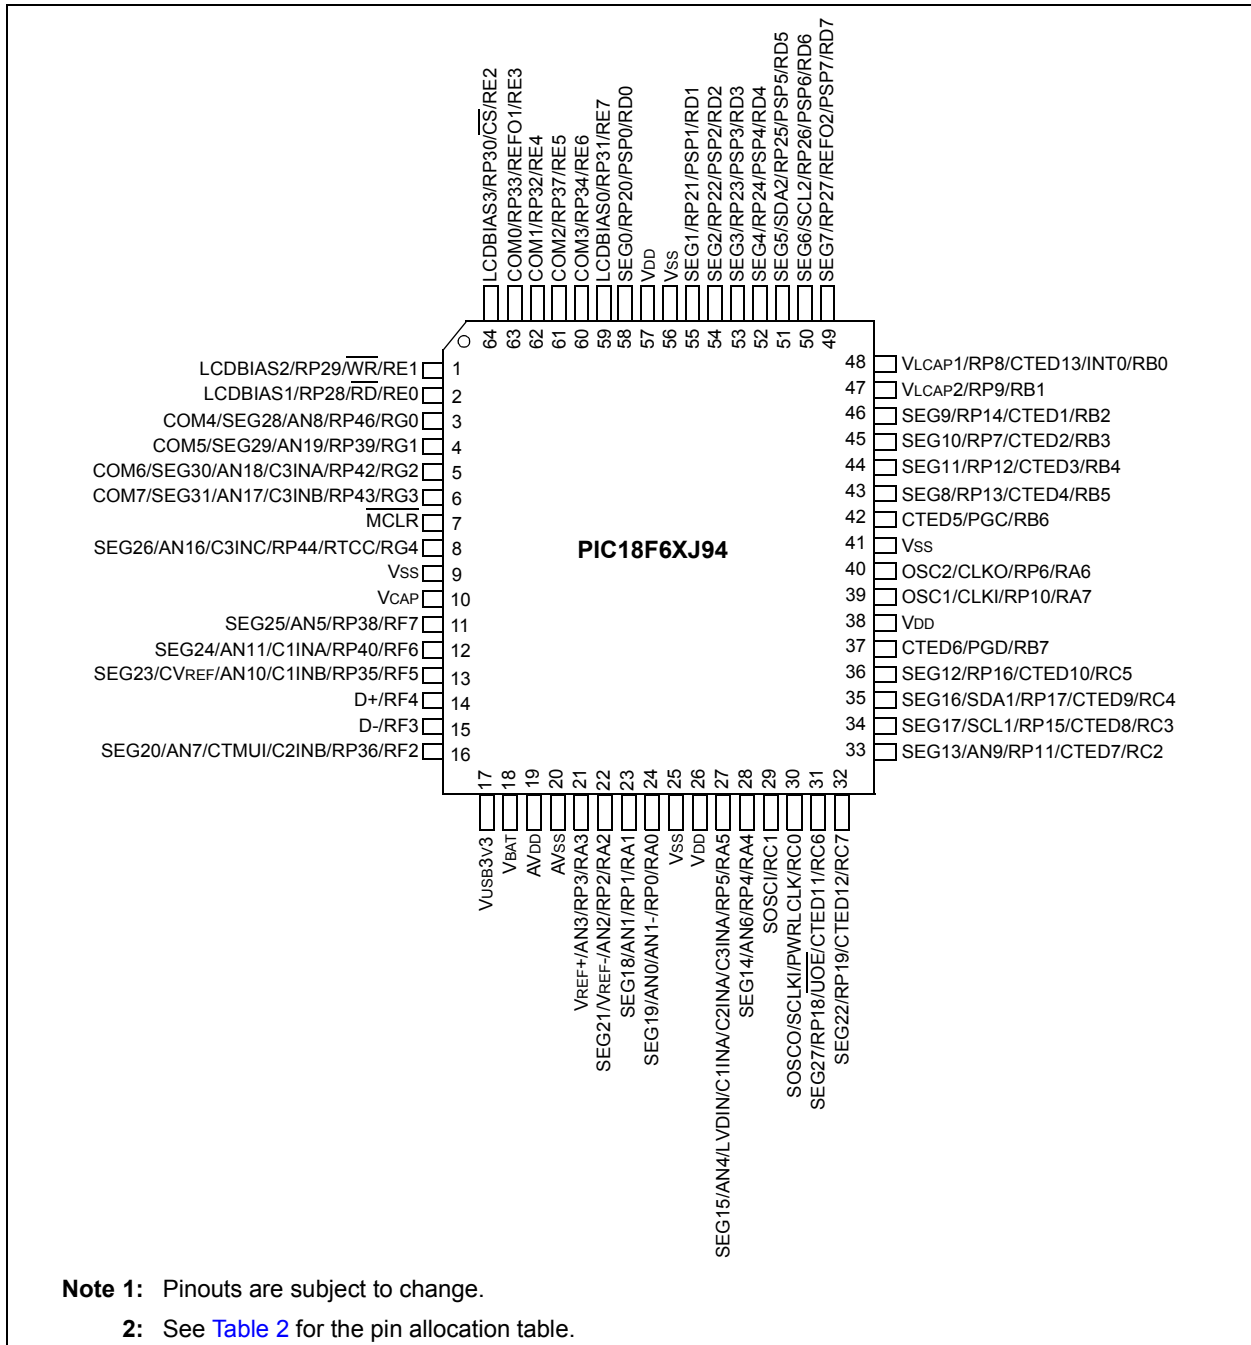 LCDBIAS3/RP30/CS/RE2
COM0/RP33/REFO1/RE3
COM1/RP32/RE4
COM2/RP37/RE5
COM3/RP34/RE6
LCDBIAS0/RP31/RE7
SEG0/RP20/PSP0/RD0
VDD
VSS
SEG1/RP21/PSP1/RD1
SEG2/RP22/PSP2/RD2
SEG3/RP23/PSP3/RD3
SEG4/RP24/PSP4/RD4
SEG5/SDA2/RP25/PSP5/RD5
SEG6/SCL2/RP26/PSP6/RD6
SEG7/RP27/REFO2/PSP7/RD7
64 63 62 61 60 59 58 57 56 55 54 53 52 51 50 49
LCDBIAS2/RP29/WR/RE1 1
LCDBIAS1/RP28/RD/RE0 2
COM4/SEG28/AN8/RP46/RG0 3
COM5/SEG29/AN19/RP39/RG1 4
COM6/SEG30/AN18/C3INA/RP42/RG2 5
COM7/SEG31/AN17/C3INB/RP43/RG3 6
MCLR 7
SEG26/AN16/C3INC/RP44/RTCC/RG4 8
VSS 9
VCAP 10
SEG25/AN5/RP38/RF7 11
SEG24/AN11/C1INA/RP40/RF6 12
SEG23/CVREF/AN10/C1INB/RP35/RF5 13
D+/RF4 14
D-/RF3 15
SEG20/AN7/CTMUI/C2INB/RP36/RF2 16
PIC18F6XJ94
48 VLCAP1/RP8/CTED13/INT0/RB0
47 VLCAP2/RP9/RB1
46 SEG9/RP14/CTED1/RB2
45 SEG10/RP7/CTED2/RB3
44 SEG11/RP12/CTED3/RB4
43 SEG8/RP13/CTED4/RB5
42 CTED5/PGC/RB6
41 VSS
40 OSC2/CLKO/RP6/RA6
39 OSC1/CLKI/RP10/RA7
38 VDD
37 CTED6/PGD/RB7
36 SEG12/RP16/CTED10/RC5
35 SEG16/SDA1/RP17/CTED9/RC4
34 SEG17/SCL1/RP15/CTED8/RC3
33 SEG13/AN9/RP11/CTED7/RC2
17 18 19 20 21 22 23 24 25 26 27 28 29 30 31 32
VUSB3V3
VBAT
AVDD
AVSS
VREF+/AN3/RP3/RA3
SEG21/VREF-/AN2/RP2/RA2
SEG18/AN1/RP1/RA1
SEG19/AN0/AN1-/RP0/RA0
VSS
VDD
SEG15/AN4/LVDIN/C1INA/C2INA/C3INA/RP5/RA5
SEG14/AN6/RP4/RA4
SOSCI/RC1
SOSCO/SCLKI/PWRLCLK/RC0
SEG27/RP18/UOE/CTED11/RC6
SEG22/RP19/CTED12/RC7
Note 1: Pinouts are subject to change.
2: See Table 2 for the pin allocation table.